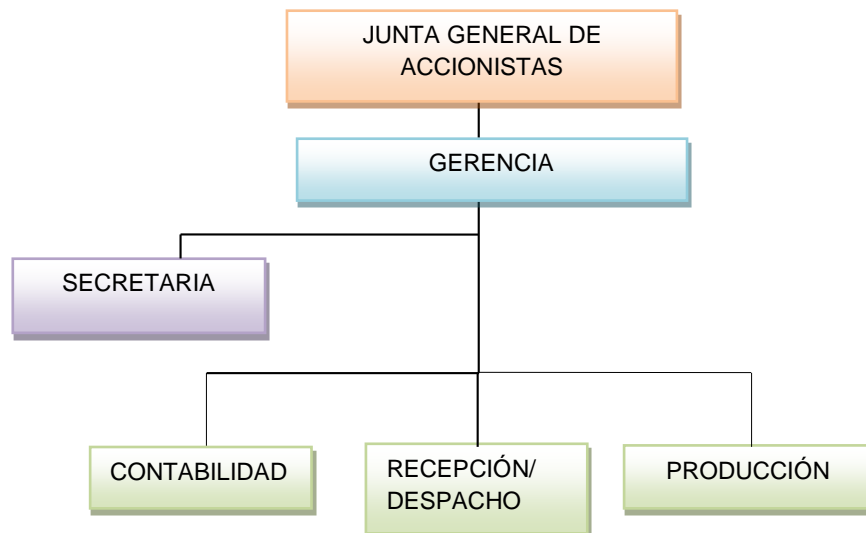 JUNTA GENERAL DE
ACCIONISTAS
GERENCIA
SECRETARIA
CONTABILIDAD
RECEPCIÓN/
DESPACHO
PRODUCCIÓN